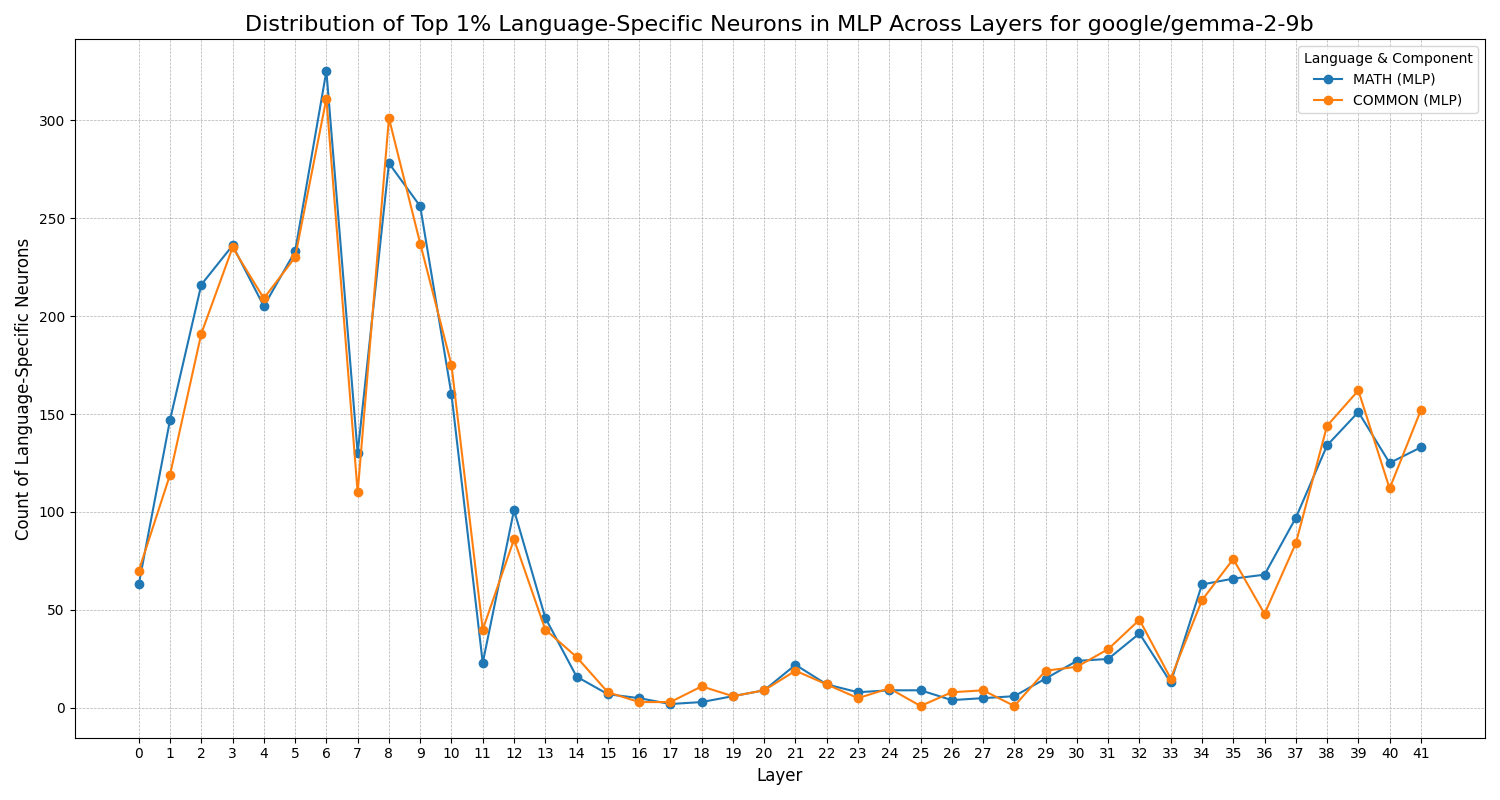 Distribution of Top 1% Language-Specific Neurons in MLP Across Layers for google/gemma-2-9b
Language & Component
MATH (MLP)
COMMON (MLP)
Count of Language-Specific Neurons
300
250
200
150
100
50
0
0 1 2 3 4 5 6 7 8 9 10 11 12 13 14 15 16 17 18 19 20 21 22 23 24 25 26 27 28 29 30 31 32 33 34 35 36 37 38 39 40 41
Layer